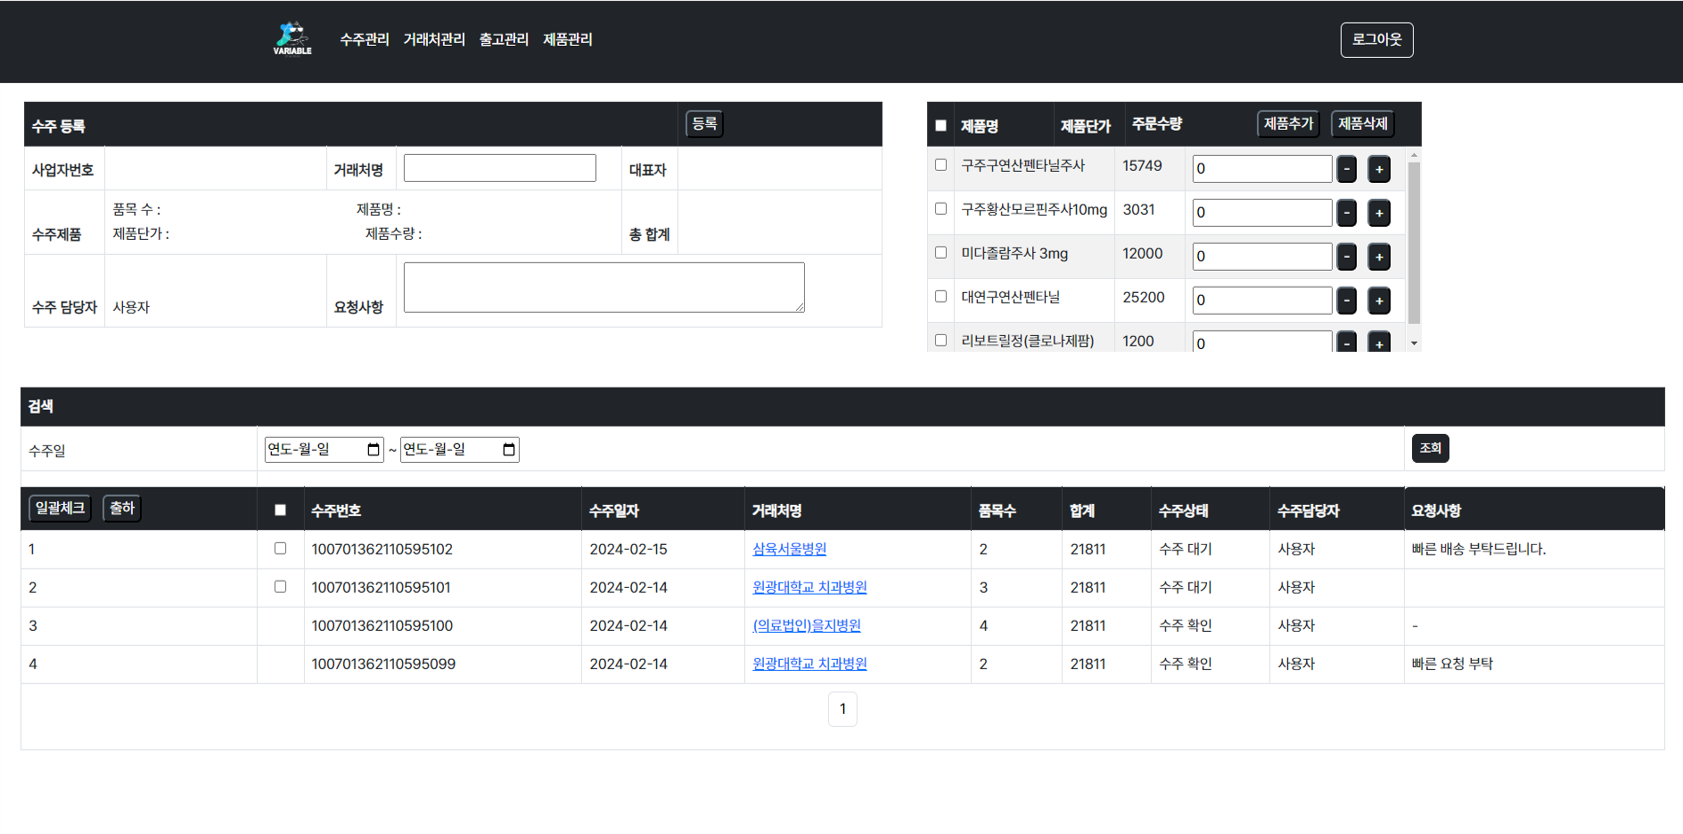 VARIABLE 수주관리 거래처관리 출고관리 제품관리 로그아웃
수주 등록 등록
사업자번호 거래처명 대표자
수주제품 품목 수 : 제품명 :
제품단가 : 제품수량 : 총 합계
수주 담당자 사용자 요청사항
제품명 제품단가 주문수량 제품추가 제품삭제
구주구연산펜타닐주사 15749 0 - +
구주황산모르핀주사10mg 3031 0 - +
미다졸람주사 3mg 12000 0 - +
대연구연산펜타닐 25200 0 - +
리보트릴정(클로나제팜) 1200 0 - +
검색
수주일 연도-월-일 ~ 연도-월-일 조회
일괄체크 출하 수주번호 수주일자 거래처명 품목수 합계 수주상태 수주담당자 요청사항
1 100701362110595102 2024-02-15 삼육서울병원 2 21811 수주 대기 사용자 빠른 배송 부탁드립니다.
2 100701362110595101 2024-02-14 원광대학교 치과병원 3 21811 수주 대기 사용자
3 100701362110595100 2024-02-14 (의료법인)을지병원 4 21811 수주 확인 사용자 -
4 100701362110595099 2024-02-14 원광대학교 치과병원 2 21811 수주 확인 사용자 빠른 요청 부탁
1